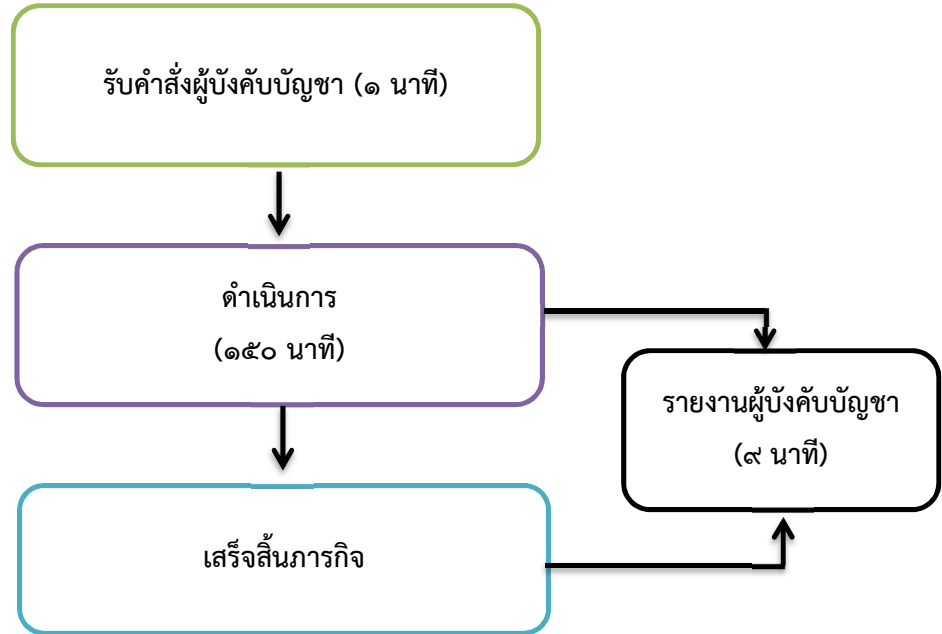 รับคำสั่งผู้บังคับบัญชา (๑ นาที)
ดำเนินการ
(๑๕๐ นาที)
รายงานผู้บังคับบัญชา
(๙ นาที)
เสร็จสิ้นภารกิจ